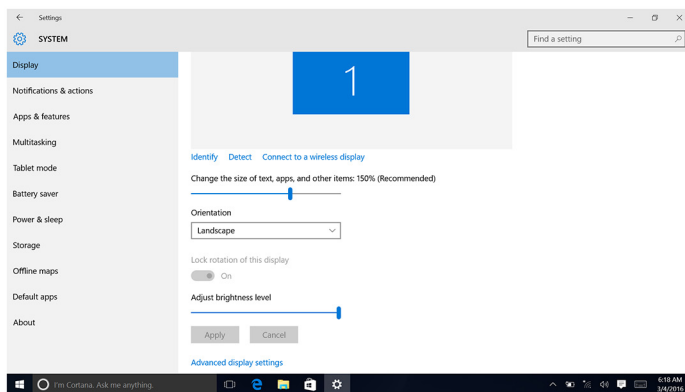 Settings
SYSTEM
Find a setting
Display
Notifications & actions
Apps & features
Multitasking
Tablet mode
Battery saver
Power & sleep
Storage
Offline maps
Default apps
About
1
Identify Detect Connect to a wireless display
Change the size of text, apps, and other items: 150% (Recommended)
Orientation
Landscape
Lock rotation of this display
On
Adjust brightness level
Apply Cancel
Advanced display settings
I'm Cortana. Ask me anything.
6:18 AM
3/4/2016